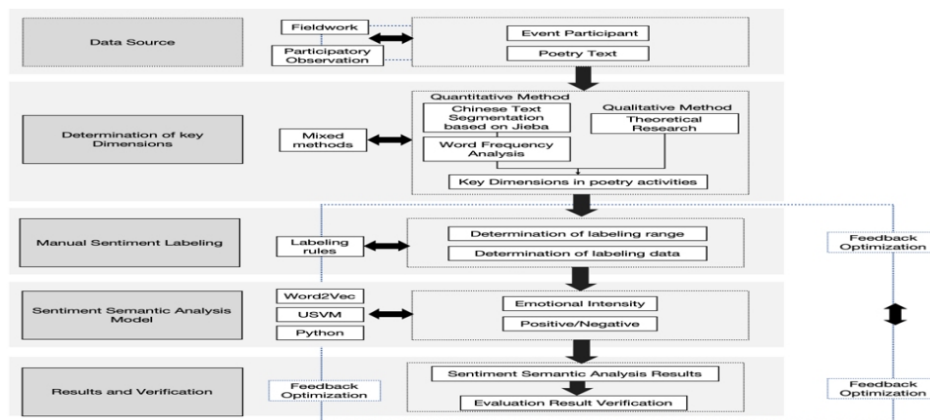 Data Source
Fieldwork
Participatory
Observation
Event Participant
Poetry Text
Determination of key
Dimensions
Mixed
methods
Quantitative Method
Chinese Text
Segmentation
based on Jieba
Word Frequency
Analysis
Qualitative Method
Theoretical
Research
Key Dimensions in poetry activities
Manual Sentiment Labeling
Labeling
rules
Determination of labeling range
Determination of labeling data
Feedback
Optimization
Usviment Sentiment Semantic Analysis
Model
Word2Vec
USVM
Python
Emotional Intensity
Positive/Negative
Results and Verification
Feedback
Optimization
Sentiment Semantic Analysis Results
Evaluation Result Verification
Feedback
Optimization